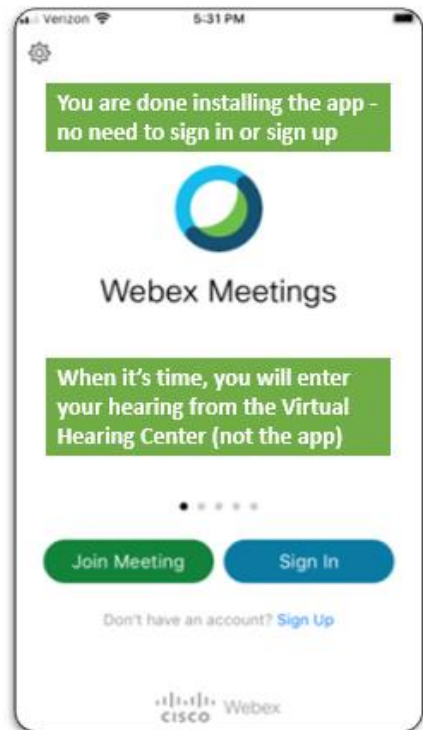 Verizon 5:31 PM
You are done installing the app -
no need to sign in or sign up
Webex Meetings
When it's time, you will enter
your hearing from the Virtual
Hearing Center (not the app)
Join Meeting Sign In
Don't have an account? Sign Up
CISCO Webex